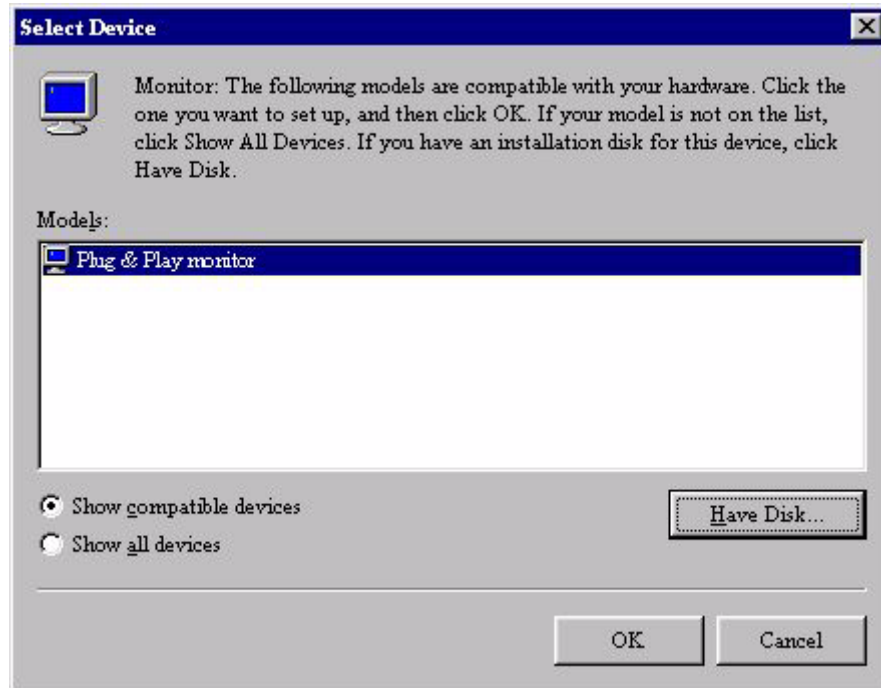 Select Device
Monitor: The following models are compatible with your hardware. Click the
one you want to set up, and then click OK. If your model is not on the list,
click Show All Devices. If you have an installation disk for this device, click
Have Disk.
Models:
Plug & Play monitor
Show compatible devices
Have Disk...
Show all devices
OK
Cancel